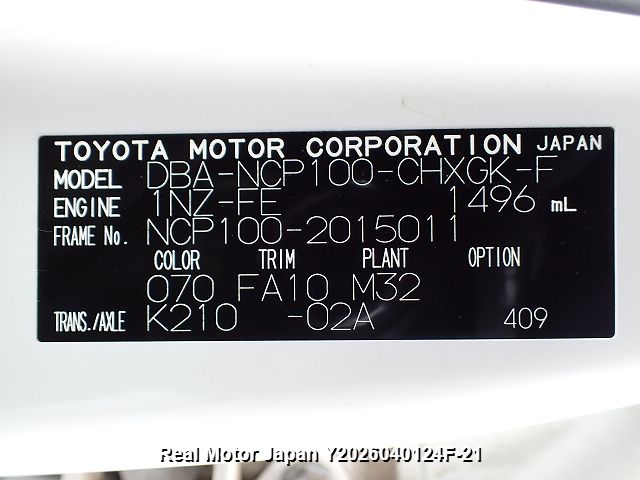 TOYOTA MOTOR CORPORATION JAPAN
MODEL DBA-NCP100-CHXGK-F
ENGINE 1NZ-FE 1496 mL
FRAME No. NCP100-2015011
COLOR TRIM PLANT OPTION
070 FA10 M32
TRANS./AXLE K210 -02A 409
Real Motor Japan Y2026040124F-21